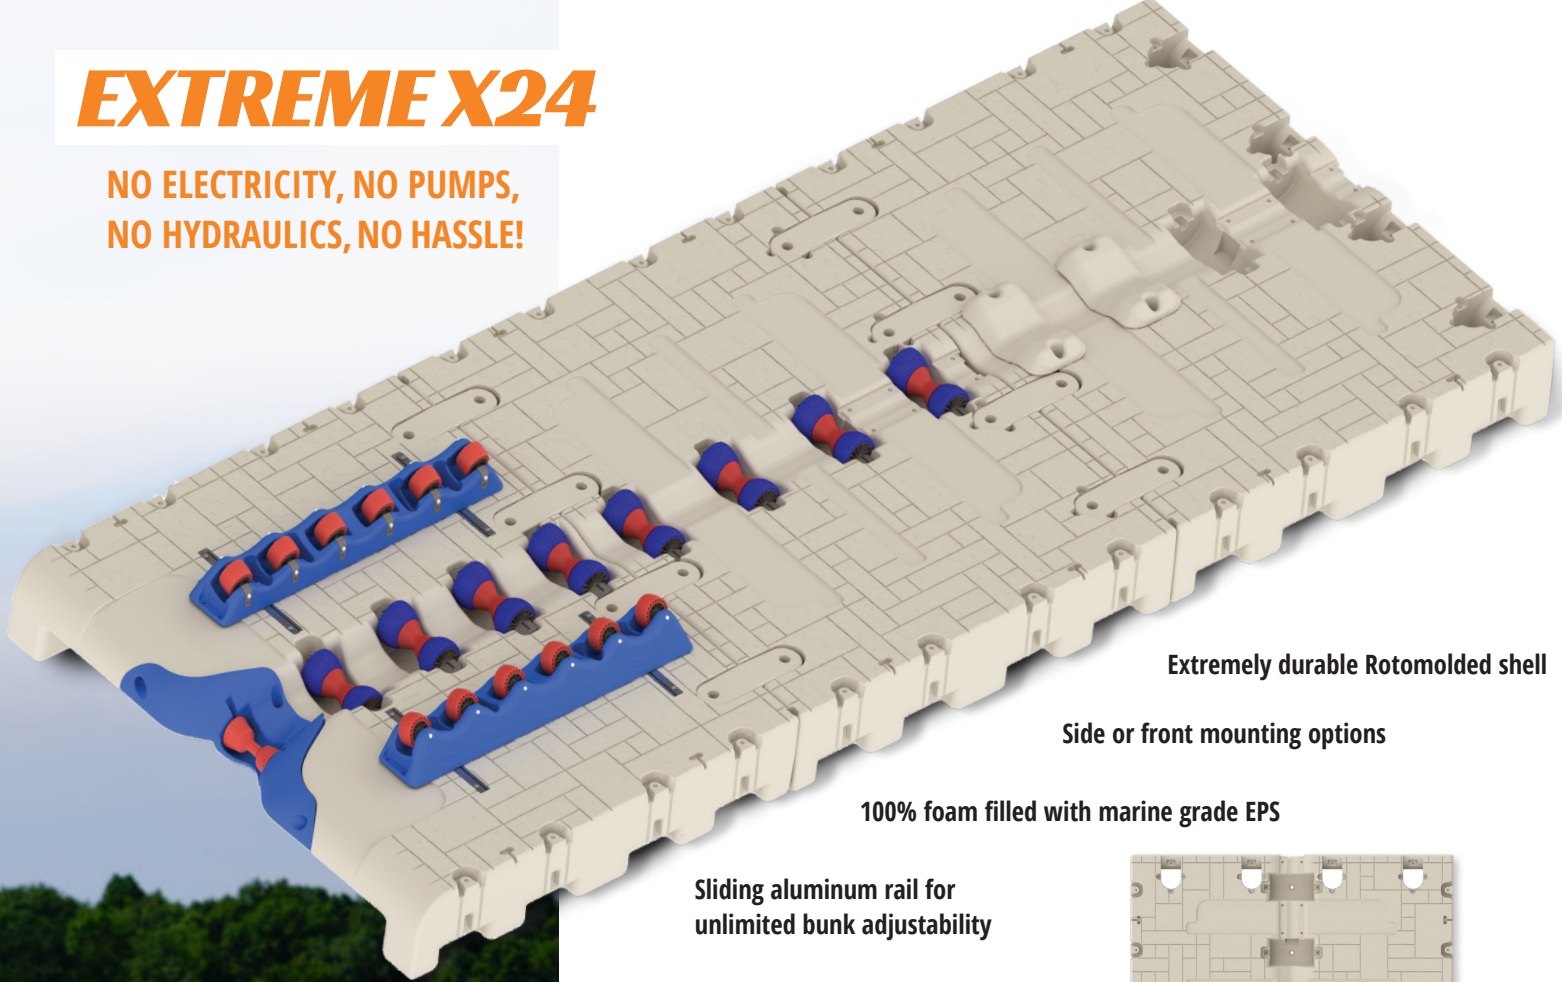 EXTREME X24
NO ELECTRICITY, NO PUMPS,
NO HYDRAULICS, NO HASSLE!
Extremely durable Rotomolded shell
Side or front mounting options
100% foam filled with marine grade EPS
Sliding aluminum rail for
unlimited bunk adjustability